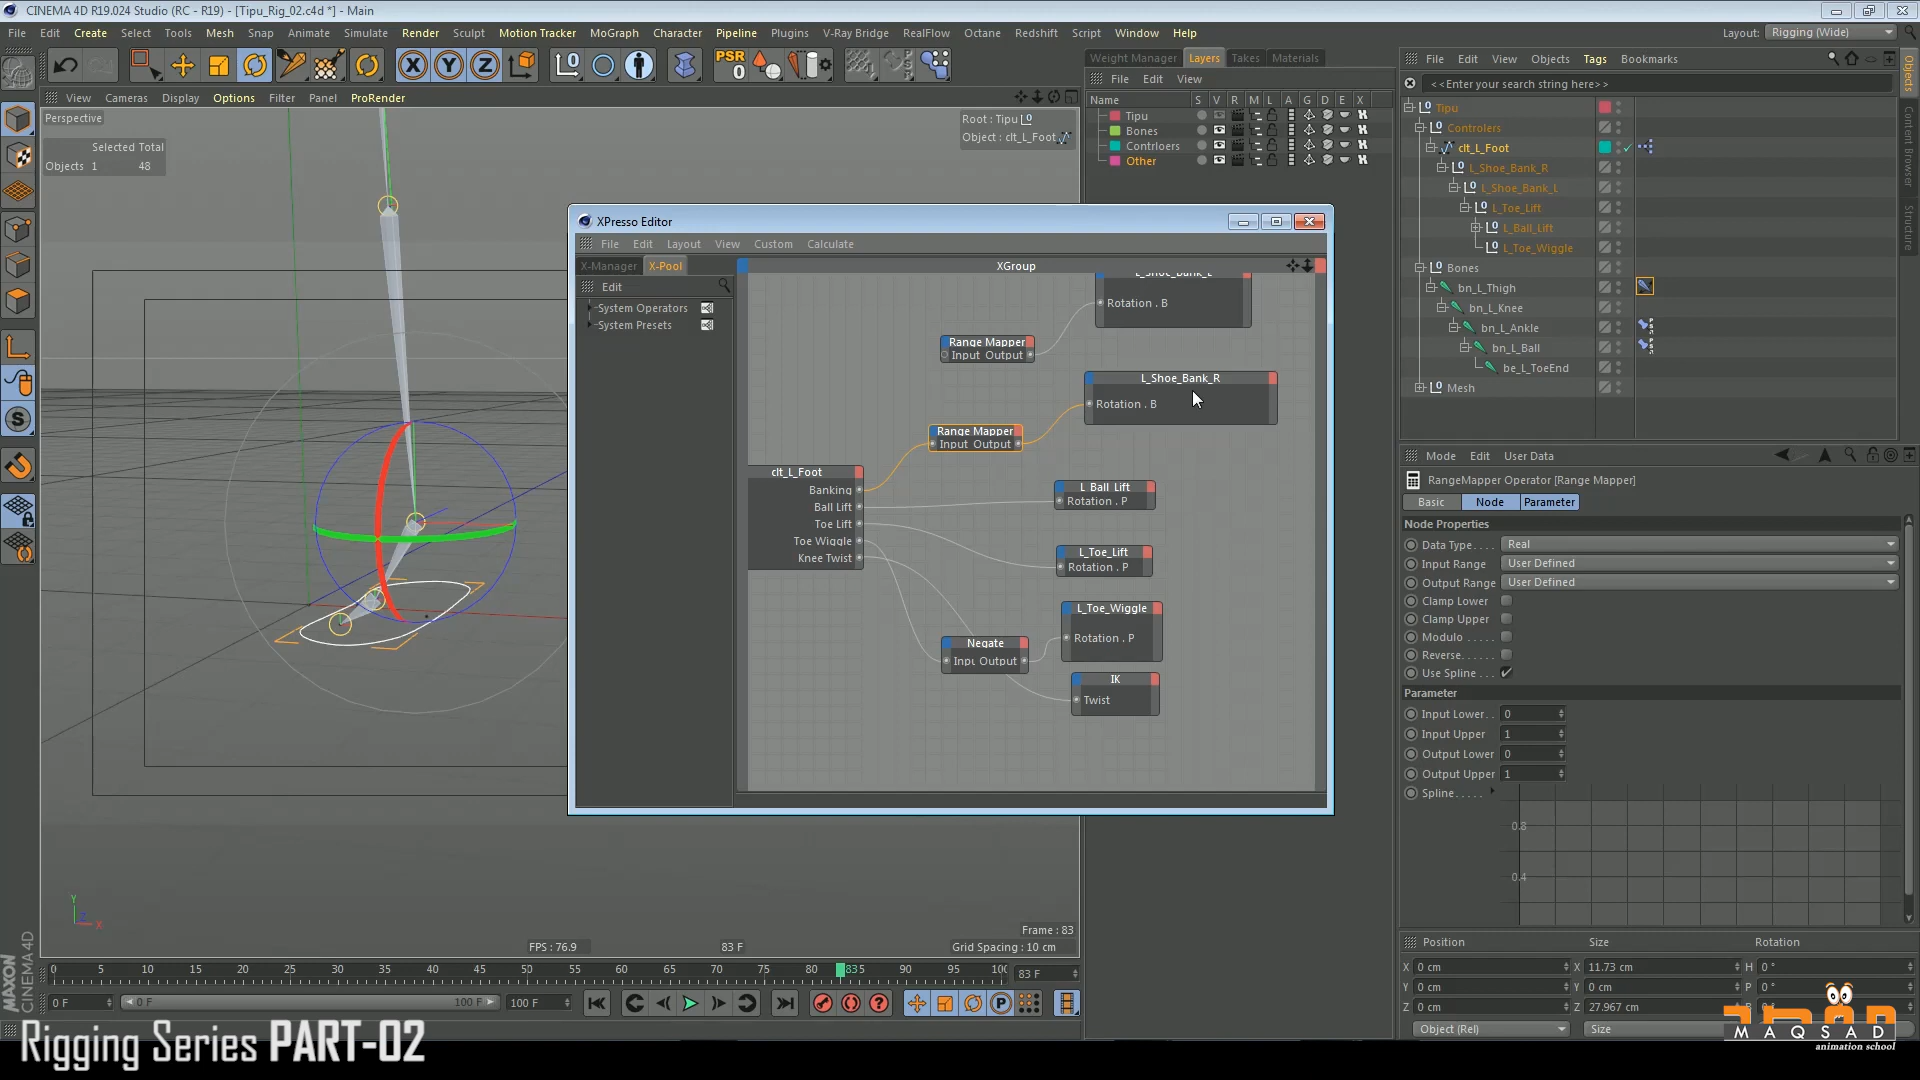 CINEMA 4D R19.024 Studio (RC - R19) - [Tipu_Rig_02.c4d *] - Main
File Edit Create Select Tools Mesh Snap Animate Simulate Render Sculpt Motion Tracker MoGraph Character Pipeline Plugins V-Ray Bridge RealFlow Octane Redshift Script Window Help
Layout: Rigging (Wide)
PSR
0
Weight Manager Layers Takes Materials
File Edit View
Name S V R M L A G D E X
Tipu
Bones
Contrloers
Other
File Edit View Objects Tags Bookmarks
<<Enter your search string here>>
Tipu
Controlers
clt_L_Foot
L_Shoe_Bank_R
L_Shoe_Bank_L
L_Toe_Lift
L_Ball_Lift
L_Toe_Wiggle
Bones
bn_L_Thigh
bn_L_Knee
bn_L_Ankle
bn_L_Ball
be_L_ToeEnd
Mesh
Objects
Content Browser
Structure
View Cameras Display Options Filter Panel ProRender
Perspective
Root : Tipu
Object : clt_L_Foot
Selected Total
Objects 1 48
XPresso Editor
File Edit Layout View Custom Calculate
X-Manager X-Pool
XGroup
Edit
System Operators
System Presets
L_Shoe_Bank_L
Rotation . B
Range Mapper
Input Output
L_Shoe_Bank_R
Rotation . B
Range Mapper
Input Output
clt_L_Foot
Banking
Ball Lift
Toe Lift
Toe Wiggle
Knee Twist
L_Ball_Lift
Rotation . P
L_Toe_Lift
Rotation . P
L_Toe_Wiggle
Rotation . P
Negate
Input Output
IK
Twist
Mode Edit User Data
RangeMapper Operator [Range Mapper]
Basic Node Parameter
Node Properties
Data Type.... Real
Input Range User Defined
Output Range User Defined
Clamp Lower
Clamp Upper
Modulo .....
Reverse......
Use Spline ..
Parameter
Input Lower.. 0
Input Upper 1
Output Lower 0
Output Upper 1
Spline.....
0.8
0.4
Y
Z
X
Frame : 83
FPS : 76.9
83 F
Grid Spacing : 10 cm
0 5 10 15 20 25 30 35 40 45 50 55 60 65 70 75 80 835 90 95 100
83 F
0 F
0 F
100 F
100 F
Position Size Rotation
X 0 cm X 11.73 cm H 0 °
Y 0 cm Y 0 cm P 0 °
Z 0 cm Z 27.967 cm
Object (Rel) Size
MAXON
CINEMA 4D
Rigging Series PART-02
MAQSAD
animation school